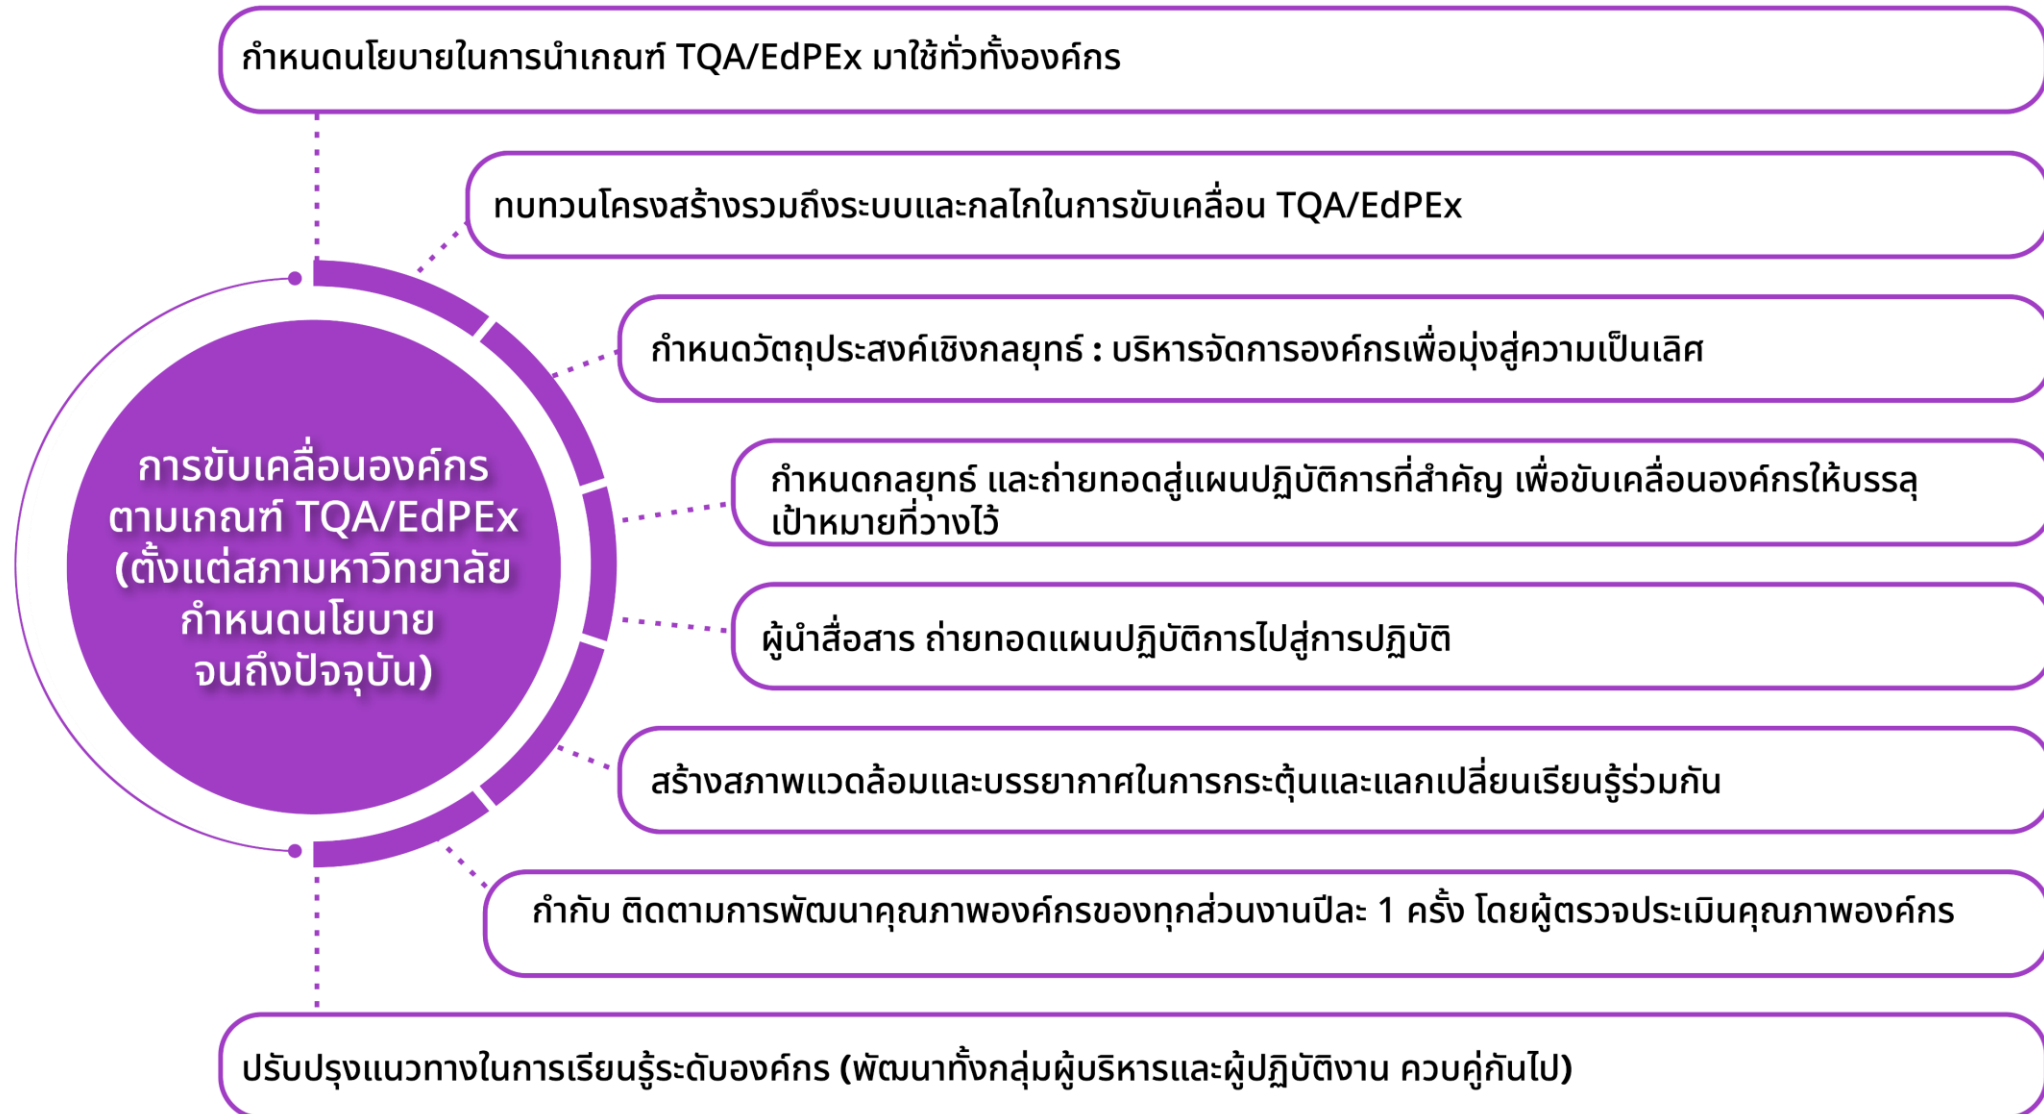 กำหนดนโยบายในการนำเกณฑ์ TQA/EdPEx มาใช้ทั่วทั้งองค์กร
ทบทวนโครงสร้างรวมถึงระบบและกลไกในการขับเคลื่อน TQA/EdPEx
กำหนดวัตถุประสงค์เชิงกลยุทธ์ : บริหารจัดการองค์กรเพื่อมุ่งสู่ความเป็นเลิศ
การขับเคลื่อนองค์กร
ตามเกณฑ์ TQA/EdPEx
(ตั้งแต่สภามหาวิทยาลัย
กำหนดนโยบาย
จนถึงปัจจุบัน)
กำหนดกลยุทธ์ และถ่ายทอดสู่แผนปฏิบัติการที่สำคัญ เพื่อขับเคลื่อนองค์กรให้บรรลุ
เป้าหมายที่วางไว้
ผู้นำสื่อสาร ถ่ายทอดแผนปฏิบัติการไปสู่การปฏิบัติ
สร้างสภาพแวดล้อมและบรรยากาศในการกระตุ้นและแลกเปลี่ยนเรียนรู้ร่วมกัน
กำกับ ติดตามการพัฒนาคุณภาพองค์กรของทุกส่วนงานปีละ 1 ครั้ง โดยผู้ตรวจประเมินคุณภาพองค์กร
ปรับปรุงแนวทางในการเรียนรู้ระดับองค์กร (พัฒนาทั้งกลุ่มผู้บริหารและผู้ปฏิบัติงาน ควบคู่กันไป)